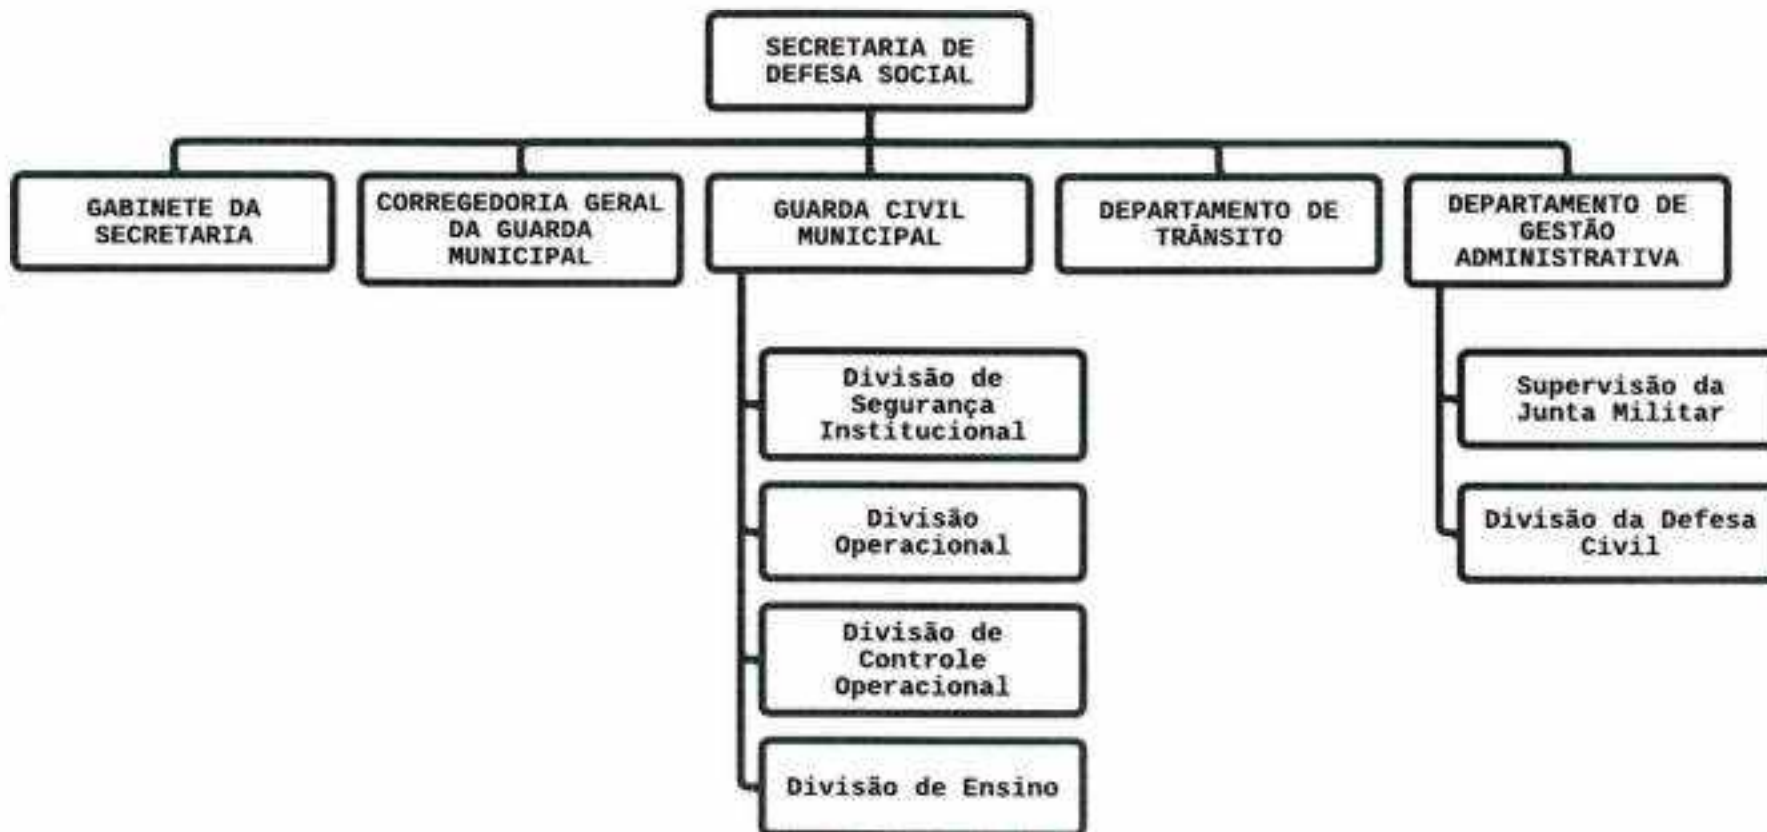 SECRETARIA DE
DEFESA SOCIAL
GABINETE DA
SECRETARIA
CORREGEDORIA GERAL
DA GUARDA
MUNICIPAL
GUARDA CIVIL
MUNICIPAL
DEPARTAMENTO DE
TRÂNSITO
DEPARTAMENTO DE
GESTÃO
ADMINISTRATIVA
Divisão de
Segurança
Institucional
Divisão
Operacional
Divisão de
Controle
Operacional
Divisão de Ensino
Supervisão da
Junta Militar
Divisão da Defesa
Civil